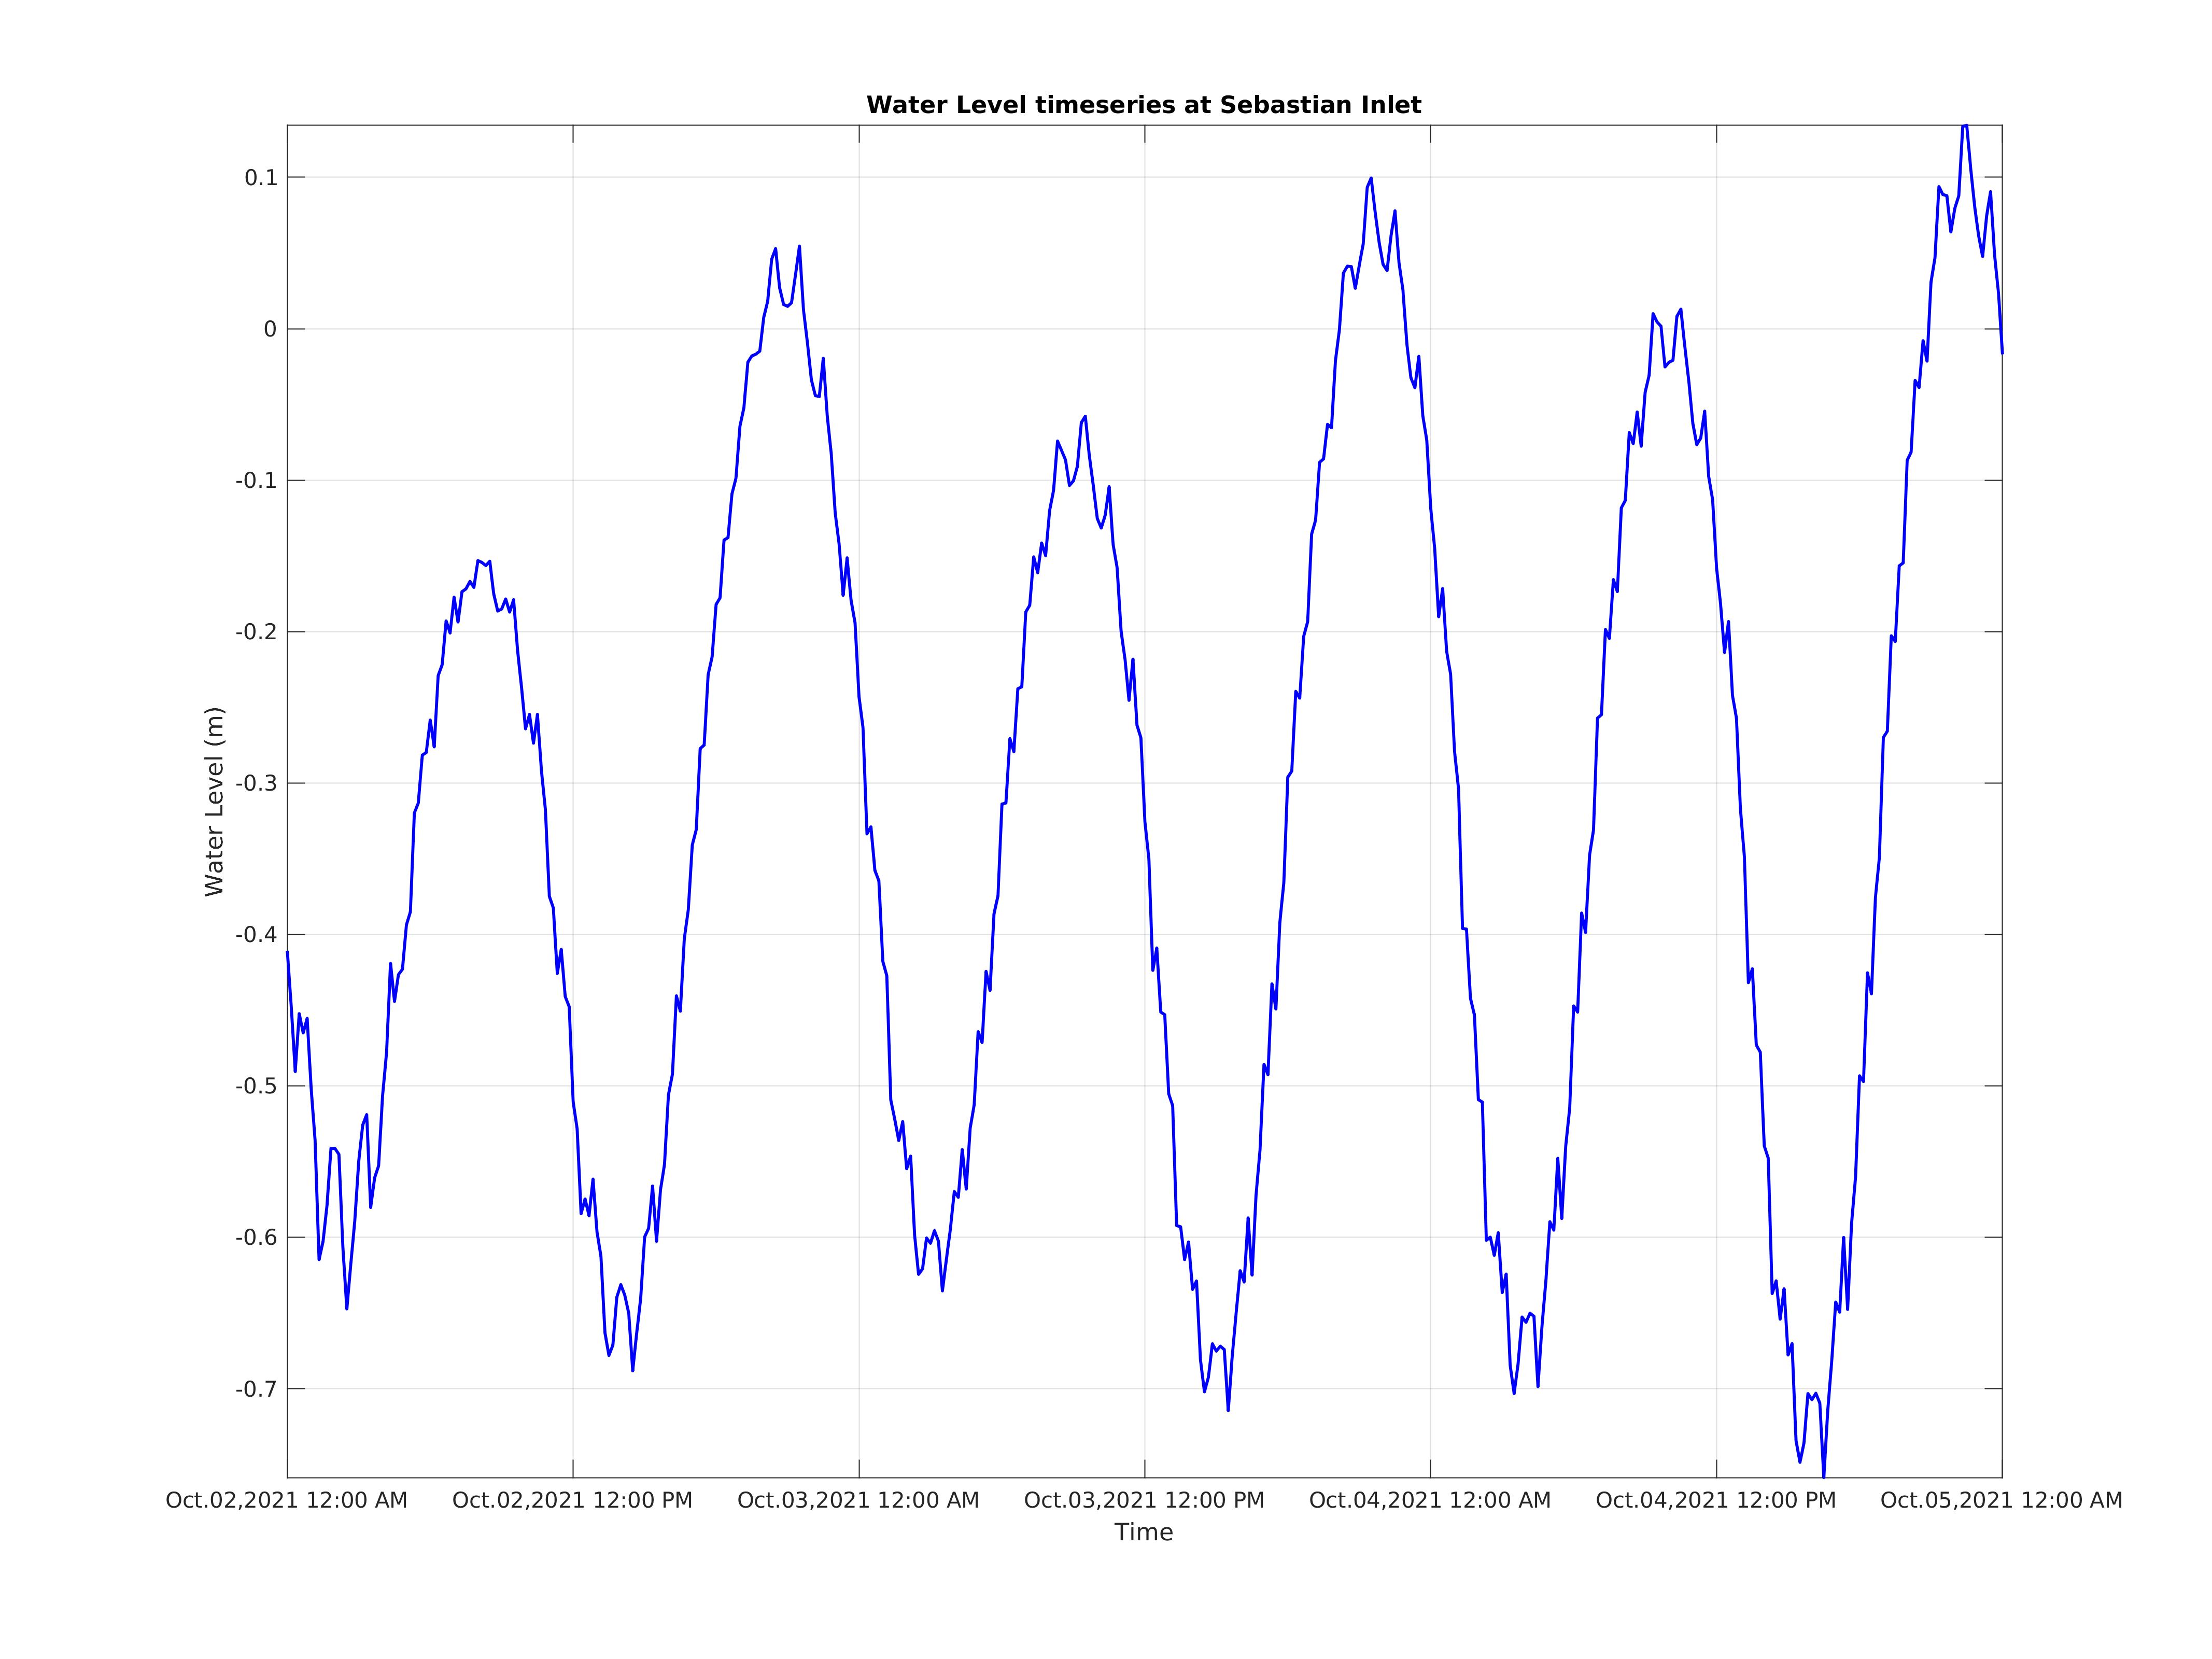 Water Level timeseries at Sebastian Inlet
0.1
0
-0.1
-0.2
-0.3
-0.4
-0.5
-0.6
-0.7
Water Level (m)
Oct.02,2021 12:00 AM Oct.02,2021 12:00 PM Oct.03,2021 12:00 AM Oct.03,2021 12:00 PM Oct.04,2021 12:00 AM Oct.04,2021 12:00 PM Oct.05,2021 12:00 AM
Time